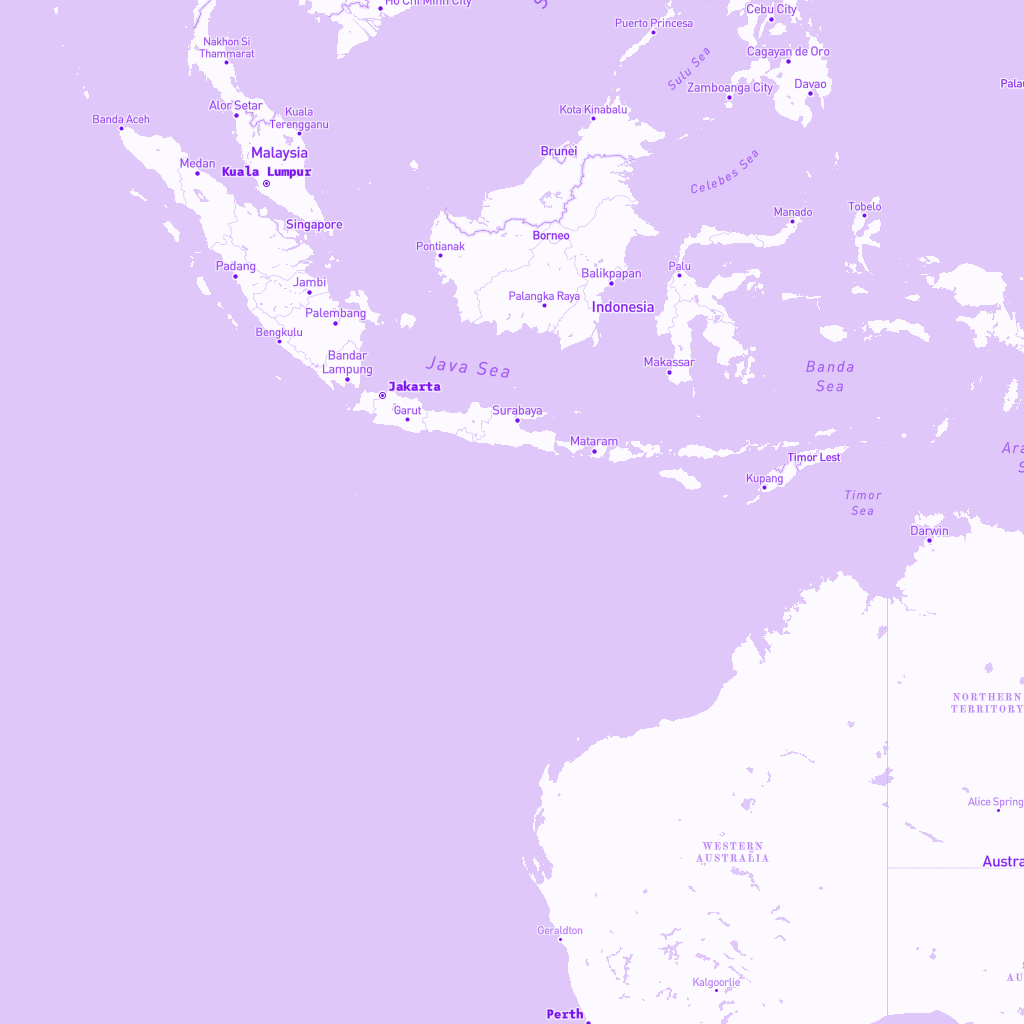 Ho Chi Minh City
S
Cebu City
Puerto Princesa
Nakhon Si
Thammarat
Cagayan de Oro
Sulu Sea
Palau
Zamboanga City
Davao
Alor Setar
Kuala
Terengganu
Kota Kinabalu
Banda Aceh
Malaysia
Brunei
Medan
Kuala Lumpur
Celebes Sea
Manado
Tobelo
Singapore
Borneo
Pontianak
Padang
Balikpapan
Palu
Jambi
Palangka Raya
Indonesia
Palembang
Bengkulu
Bandar
Lampung
Java Sea
Makassar
Banda
Sea
Jakarta
Garut
Surabaya
Mataram
Timor Lest
Ara
S
Kupang
Timor
Sea
Darwin
NORTHERN
TERRITORY
Alice Spring
WESTERN
AUSTRALIA
Austra
Geraldton
Kalgoorlie
AU
Perth